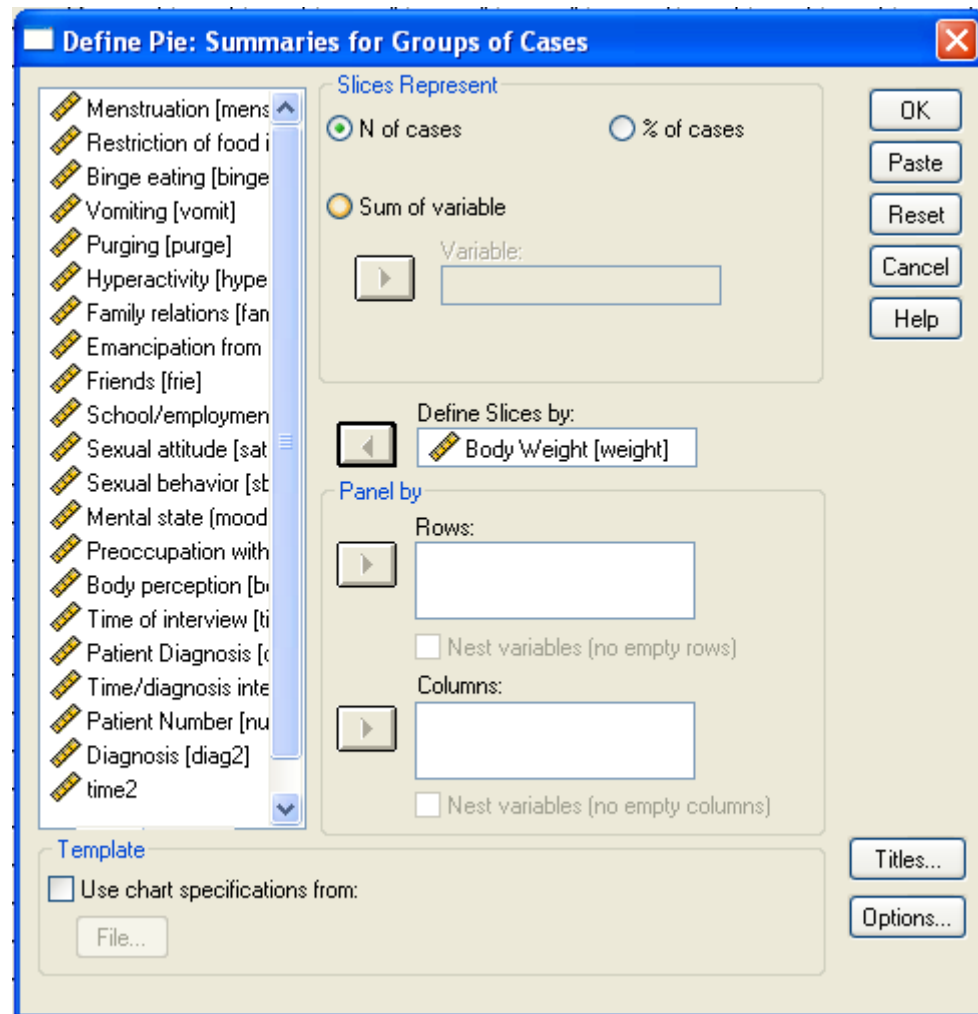 Define Pie: Summaries for Groups of Cases
Menstruation [mens
Restriction of food i
Binge eating [binge
Vomiting [vomit]
Purging [purge]
Hyperactivity [hype
Family relations [fan
Emancipation from
Friends [frie]
School/employmen
Sexual attitude [sat
Sexual behavior [sb
Mental state (mood
Preoccupation with
Body perception [b
Time of interview [ti
Patient Diagnosis [d
Time/diagnosis inte
Patient Number [nu
Diagnosis [diag2]
time2
Slices Represent
N of cases
% of cases
Sum of variable
Variable:
Define Slices by:
Body Weight [weight]
Panel by
Rows:
Nest variables (no empty rows)
Columns:
Nest variables (no empty columns)
OK
Paste
Reset
Cancel
Help
Template
Use chart specifications from:
File...
Titles...
Options...